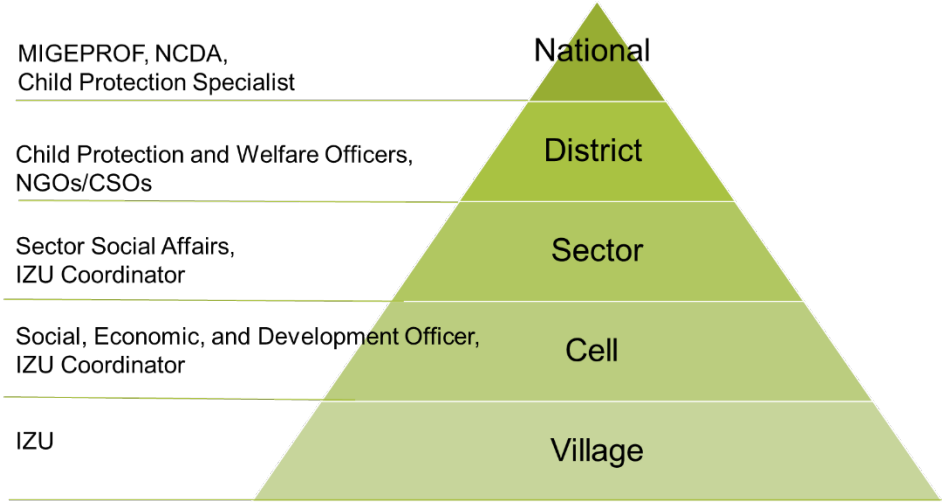 MIGEPROF, NCDA,
Child Protection Specialist
National
Child Protection and Welfare Officers,
NGOs/CSOs
District
Sector Social Affairs,
IZU Coordinator
Sector
Social, Economic, and Development Officer,
IZU Coordinator
Cell
IZU
Village